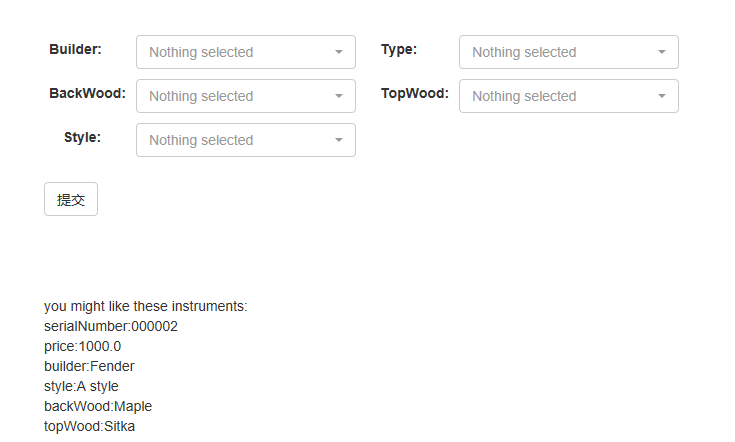 Builder: Nothing selected Type: Nothing selected
BackWood: Nothing selected TopWood: Nothing selected
Style: Nothing selected
提交
you might like these instruments:
serialNumber:000002
price:1000.0
builder:Fender
style:A style
backWood:Maple
topWood:Sitka